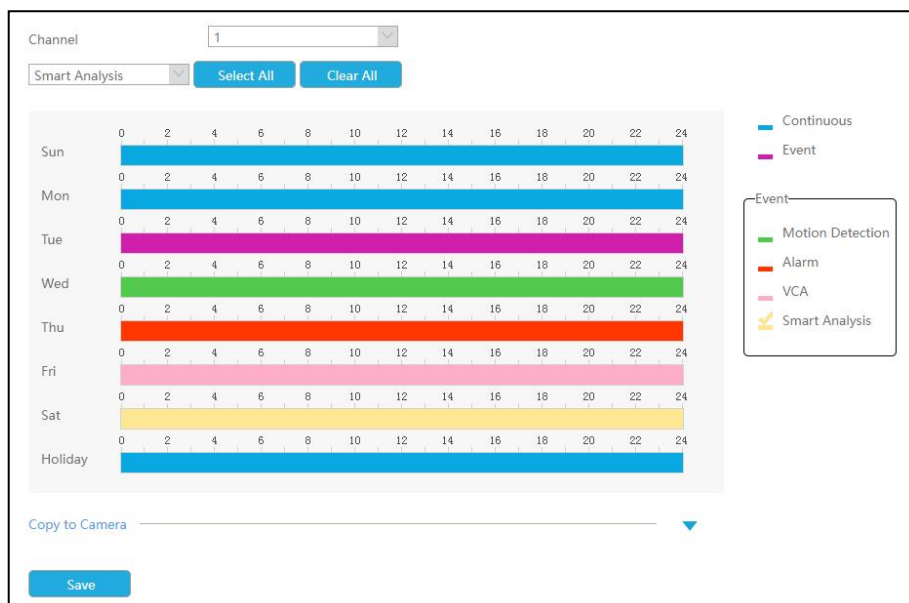 Channel 1
Smart Analysis Select All Clear All
0 2 4 6 8 10 12 14 16 18 20 22 24
Sun
0 2 4 6 8 10 12 14 16 18 20 22 24
Mon
0 2 4 6 8 10 12 14 16 18 20 22 24
Tue
0 2 4 6 8 10 12 14 16 18 20 22 24
Wed
0 2 4 6 8 10 12 14 16 18 20 22 24
Thu
0 2 4 6 8 10 12 14 16 18 20 22 24
Fri
0 2 4 6 8 10 12 14 16 18 20 22 24
Sat
0 2 4 6 8 10 12 14 16 18 20 22 24
Holiday
Continuous
Event
Event
Motion Detection
Alarm
VCA
Smart Analysis
Copy to Camera
Save